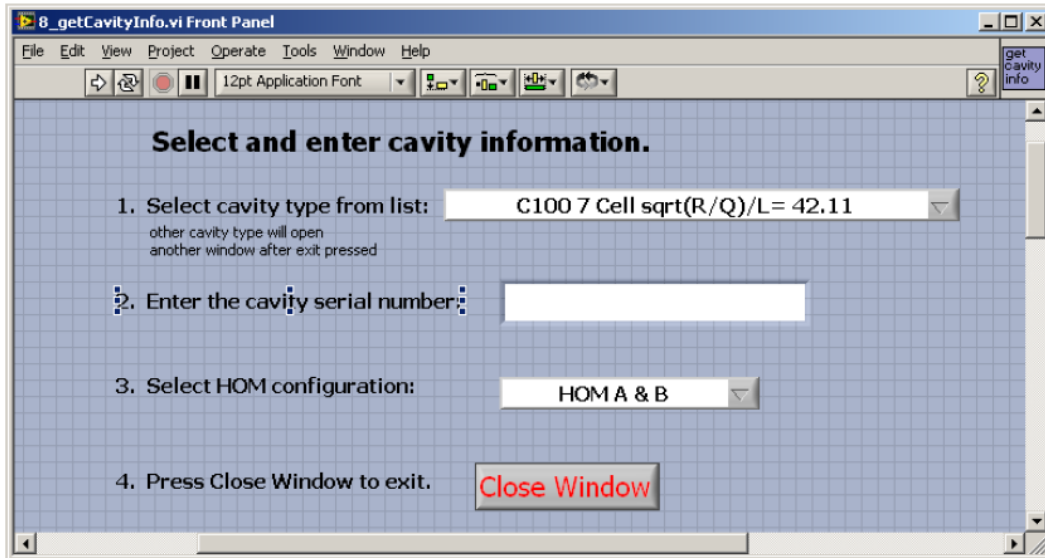 8_getCavityInfo.vi Front Panel
File Edit View Project Operate Tools Window Help
12pt Application Font
get
cavity
info
Select and enter cavity information.
1. Select cavity type from list: C100 7 Cell sqrt(R/Q)/L= 42.11
other cavity type will open
another window after exit pressed
2. Enter the cavity serial number:
3. Select HOM configuration: HOM A & B
4. Press Close Window to exit. Close Window